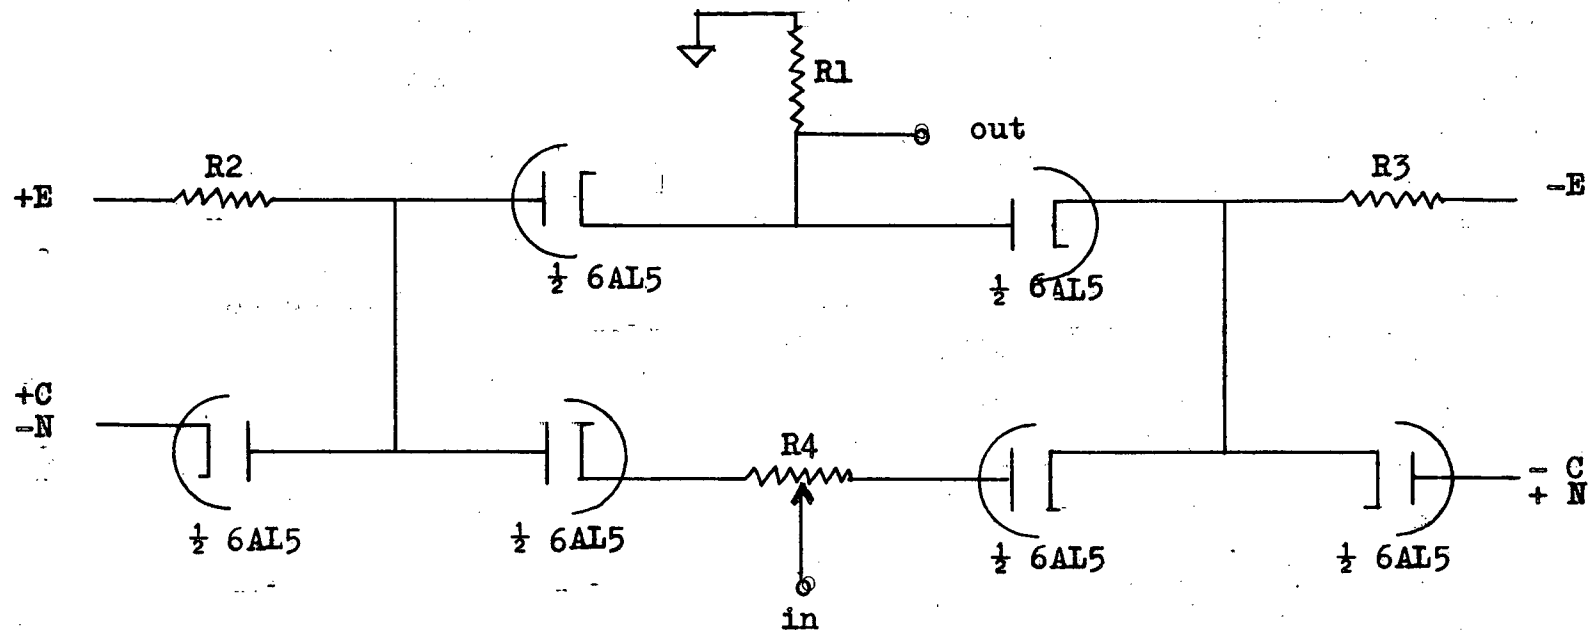 R1
out
R2
R3
+E
-E
½ 6AL5
½ 6AL5
+C
-N
R4
- C
+ N
½ 6AL5
½ 6AL5
½ 6AL5
½ 6AL5
in